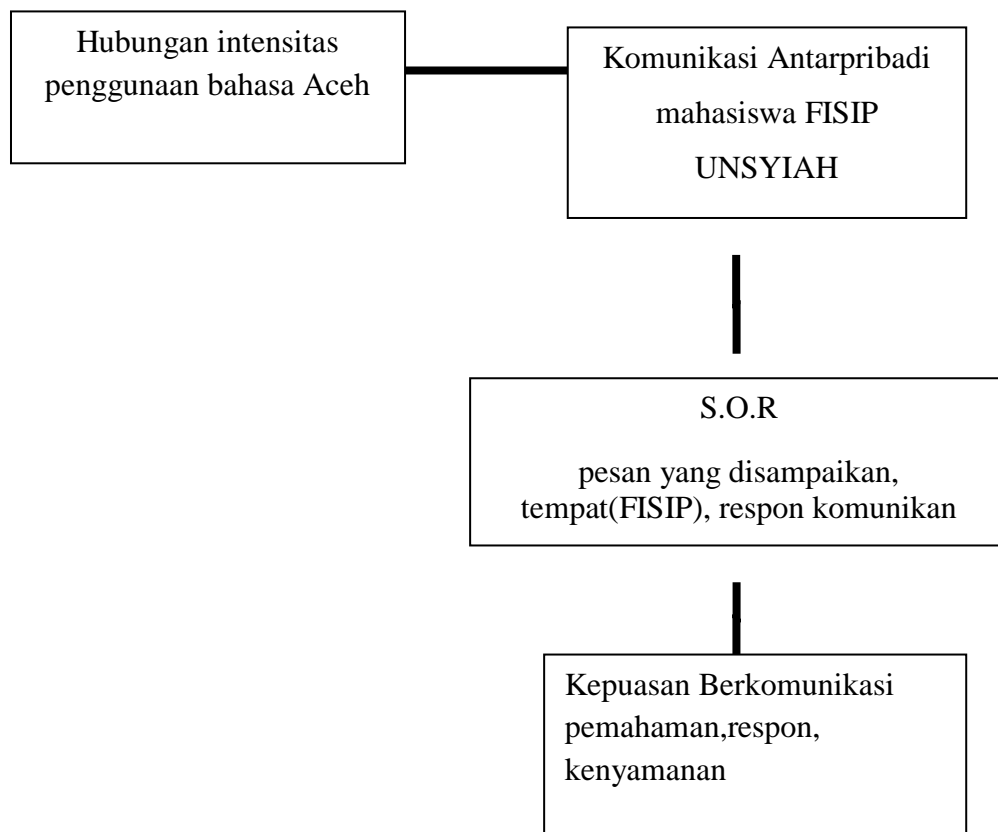 Hubungan intensitas
penggunaan bahasa Aceh
Komunikasi Antarpribadi
mahasiswa FISIP
UNSYIAH
S.O.R
pesan yang disampaikan,
tempat(FISIP), respon komunikan
Kepuasan Berkomunikasi
pemahaman,respon,
kenyamanan